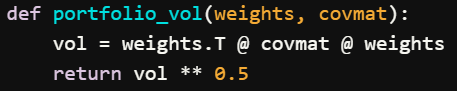 def portfolio_vol(weights, covmat):
    vol = weights.T @ covmat @ weights
    return vol ** 0.5